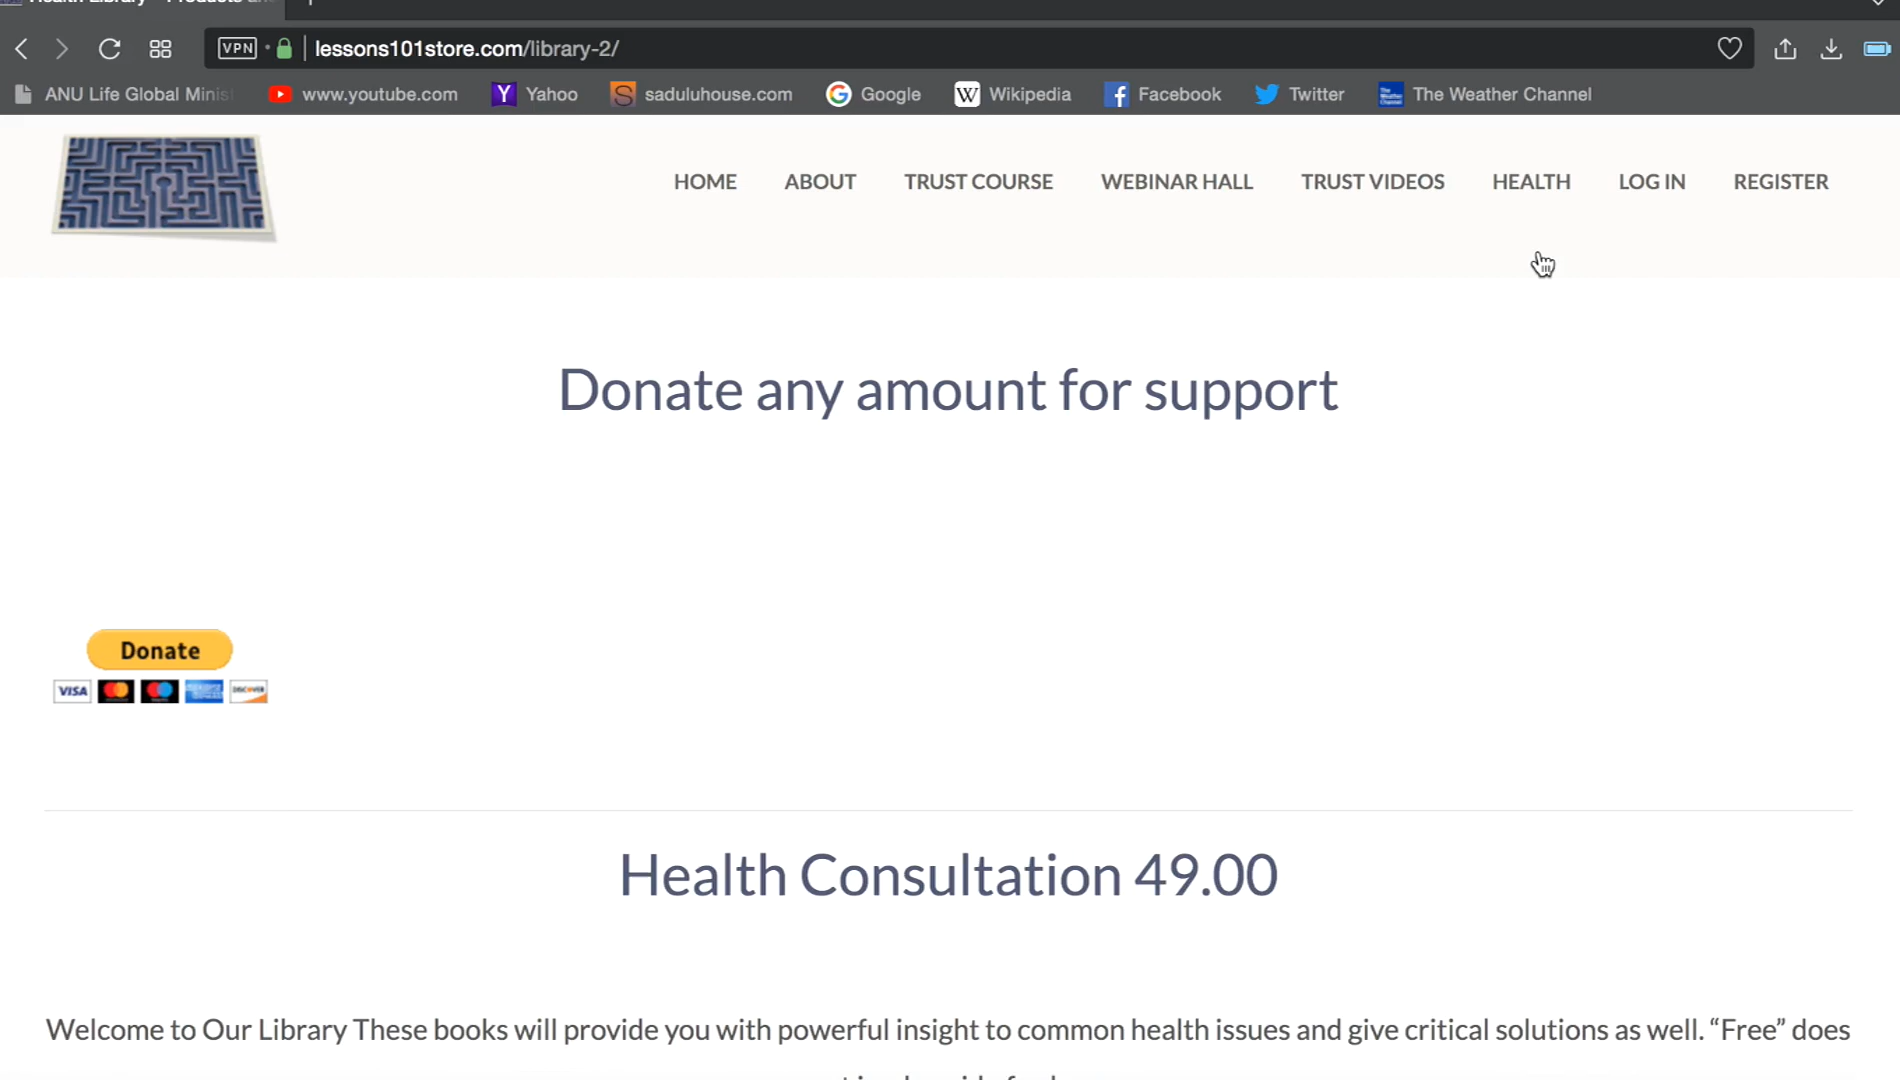 Health Library
VPN lessons101store.com/library-2/
ANU Life Global Minis www.youtube.com Yahoo saduluhouse.com Google Wikipedia Facebook Twitter The Weather Channel
HOME ABOUT TRUST COURSE WEBINAR HALL TRUST VIDEOS HEALTH LOG IN REGISTER
Donate any amount for support
Donate
VISA DISCOVER
Health Consultation 49.00
Welcome to Our Library These books will provide you with powerful insight to common health issues and give critical solutions as well. “Free” does